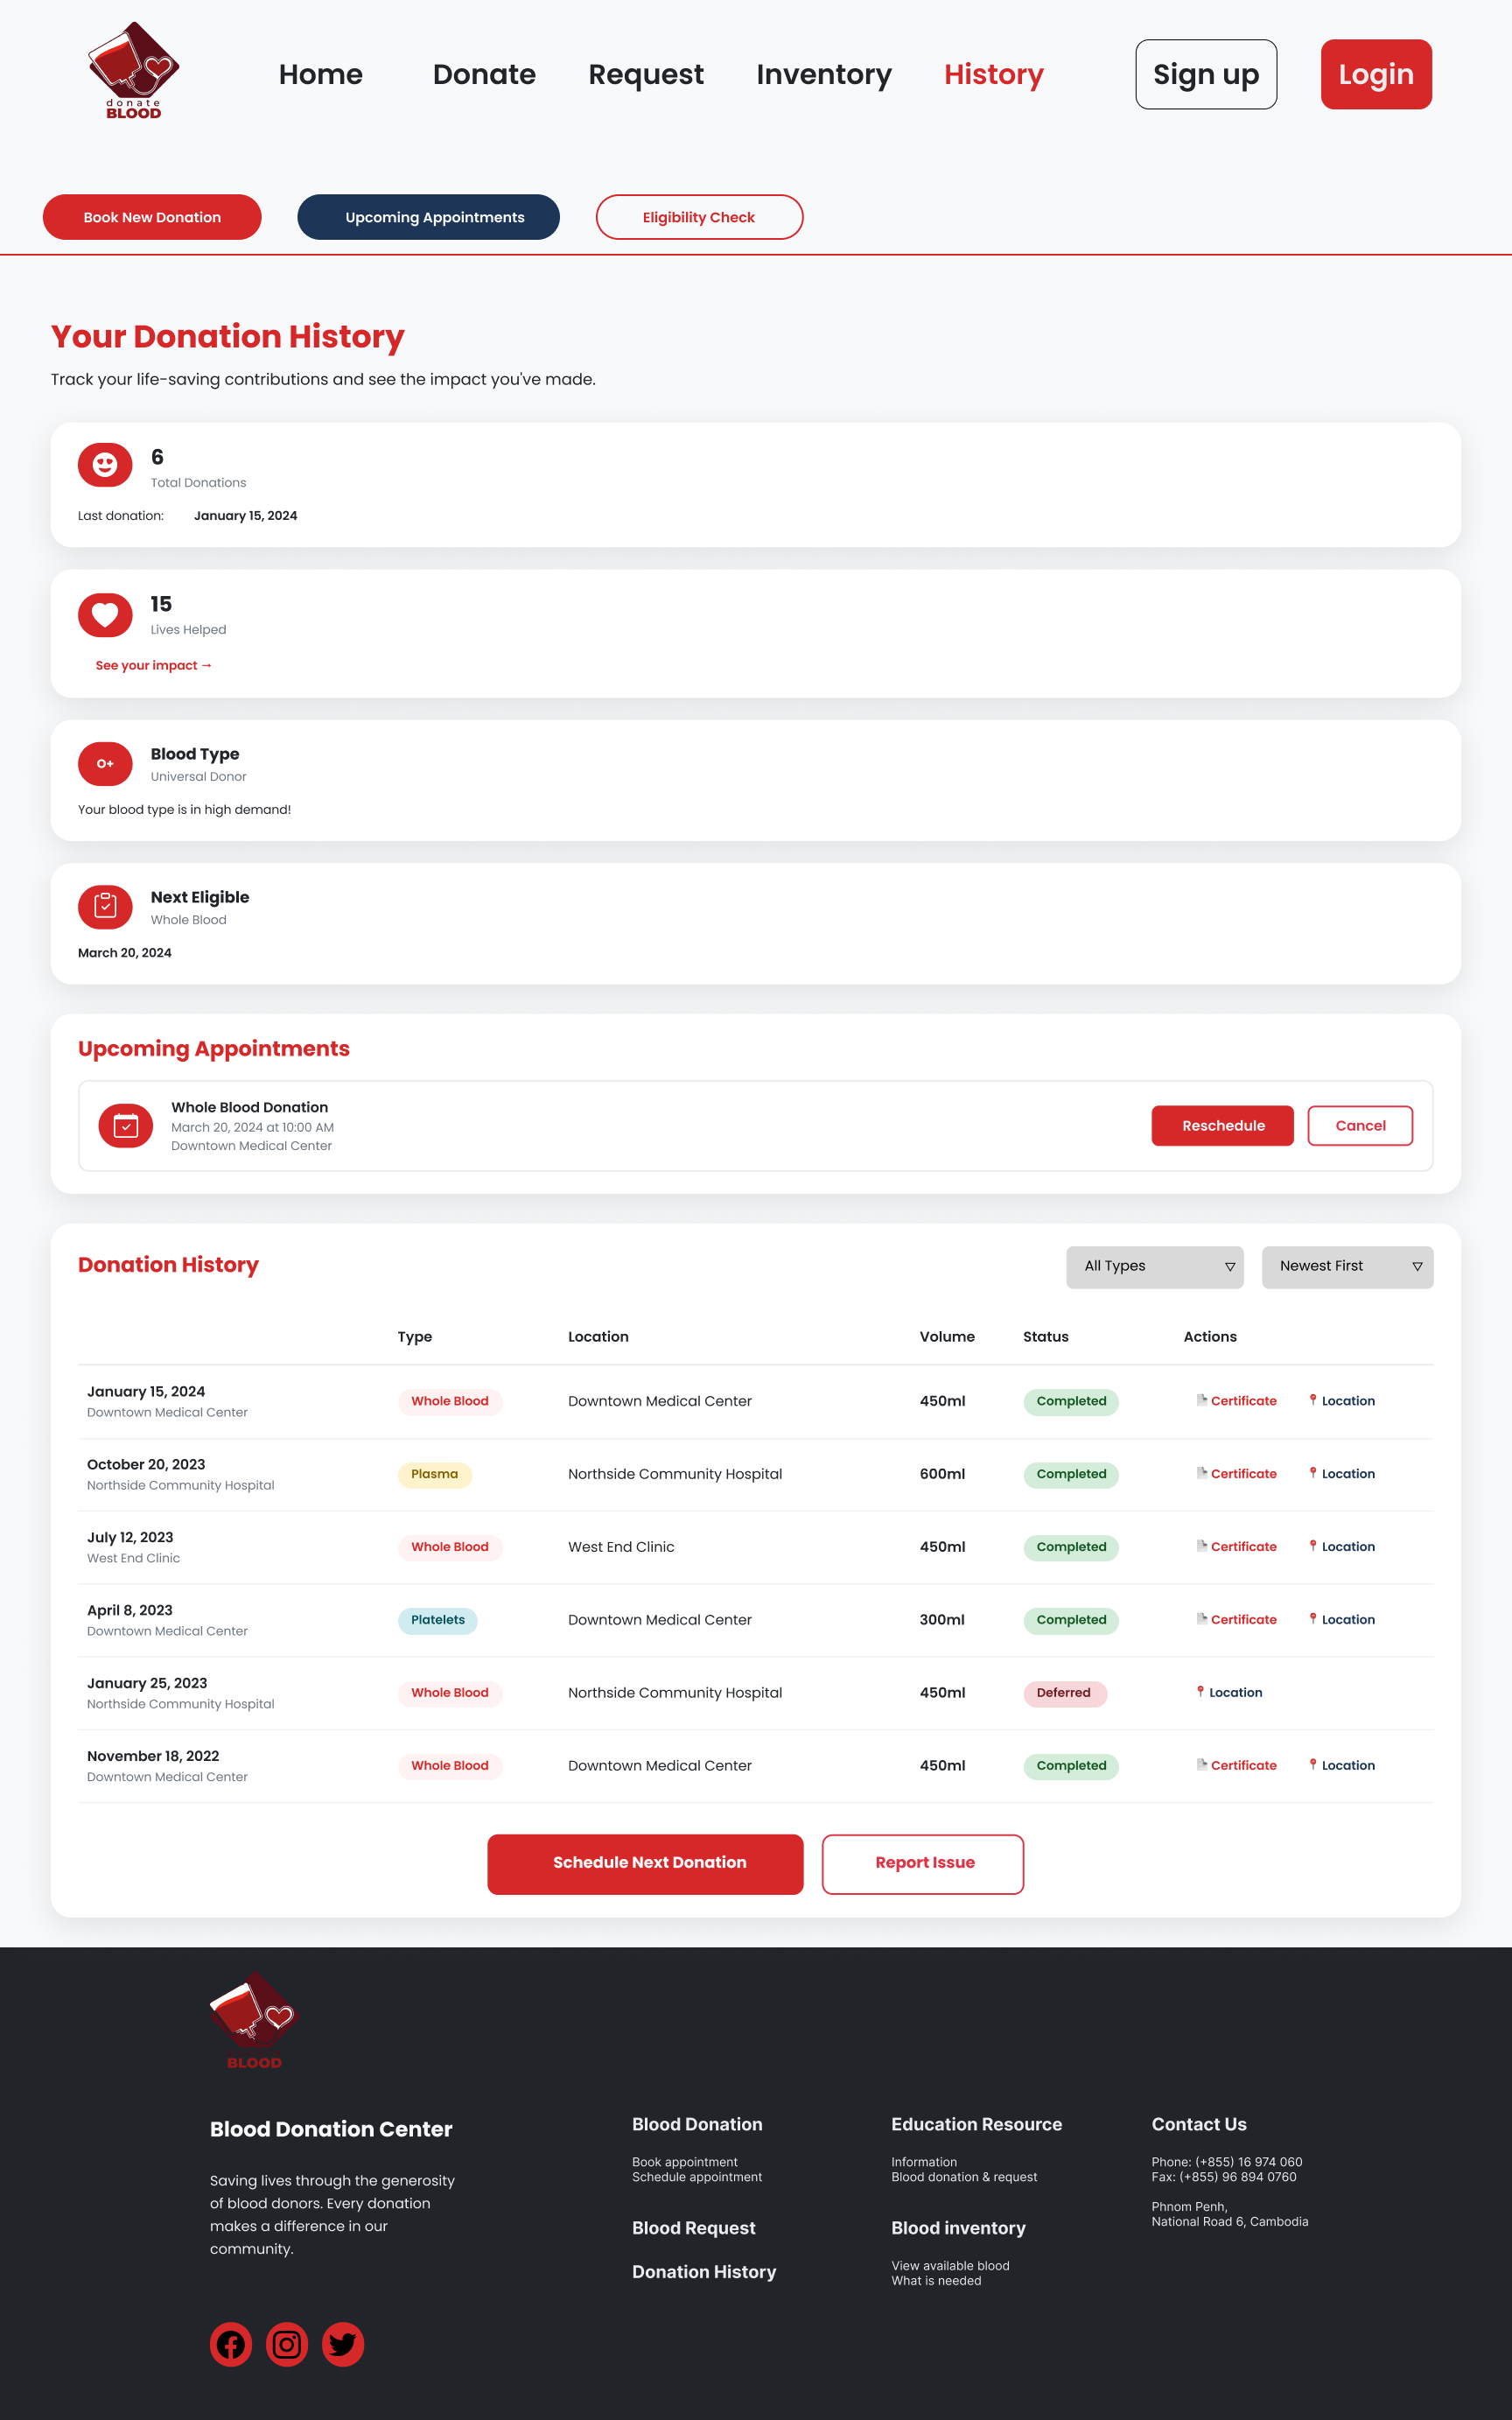 donate
BLOOD
Home Donate Request Inventory History Sign up Login
Book New Donation Upcoming Appointments Eligibility Check
Your Donation History
Track your life-saving contributions and see the impact you've made.
6
Total Donations
Last donation: January 15, 2024
15
Lives Helped
See your impact →
O+
Blood Type
Universal Donor
Your blood type is in high demand!
Next Eligible
Whole Blood
March 20, 2024
Upcoming Appointments
Whole Blood Donation
March 20, 2024 at 10:00 AM
Downtown Medical Center
Reschedule Cancel
Donation History
All Types ▽ Newest First ▽
Type Location Volume Status Actions
January 15, 2024
Downtown Medical Center
Whole Blood Downtown Medical Center 450ml Completed Certificate Location
October 20, 2023
Northside Community Hospital
Plasma Northside Community Hospital 600ml Completed Certificate Location
July 12, 2023
West End Clinic
Whole Blood West End Clinic 450ml Completed Certificate Location
April 8, 2023
Downtown Medical Center
Platelets Downtown Medical Center 300ml Completed Certificate Location
January 25, 2023
Northside Community Hospital
Whole Blood Northside Community Hospital 450ml Deferred Location
November 18, 2022
Downtown Medical Center
Whole Blood Downtown Medical Center 450ml Completed Certificate Location
Schedule Next Donation Report Issue
BLOOD
Blood Donation Center
Saving lives through the generosity
of blood donors. Every donation
makes a difference in our
community.
Blood Donation
Book appointment
Schedule appointment
Blood Request
Donation History
Education Resource
Information
Blood donation & request
Blood inventory
View available blood
What is needed
Contact Us
Phone: (+855) 16 974 060
Fax: (+855) 96 894 0760
Phnom Penh,
National Road 6, Cambodia